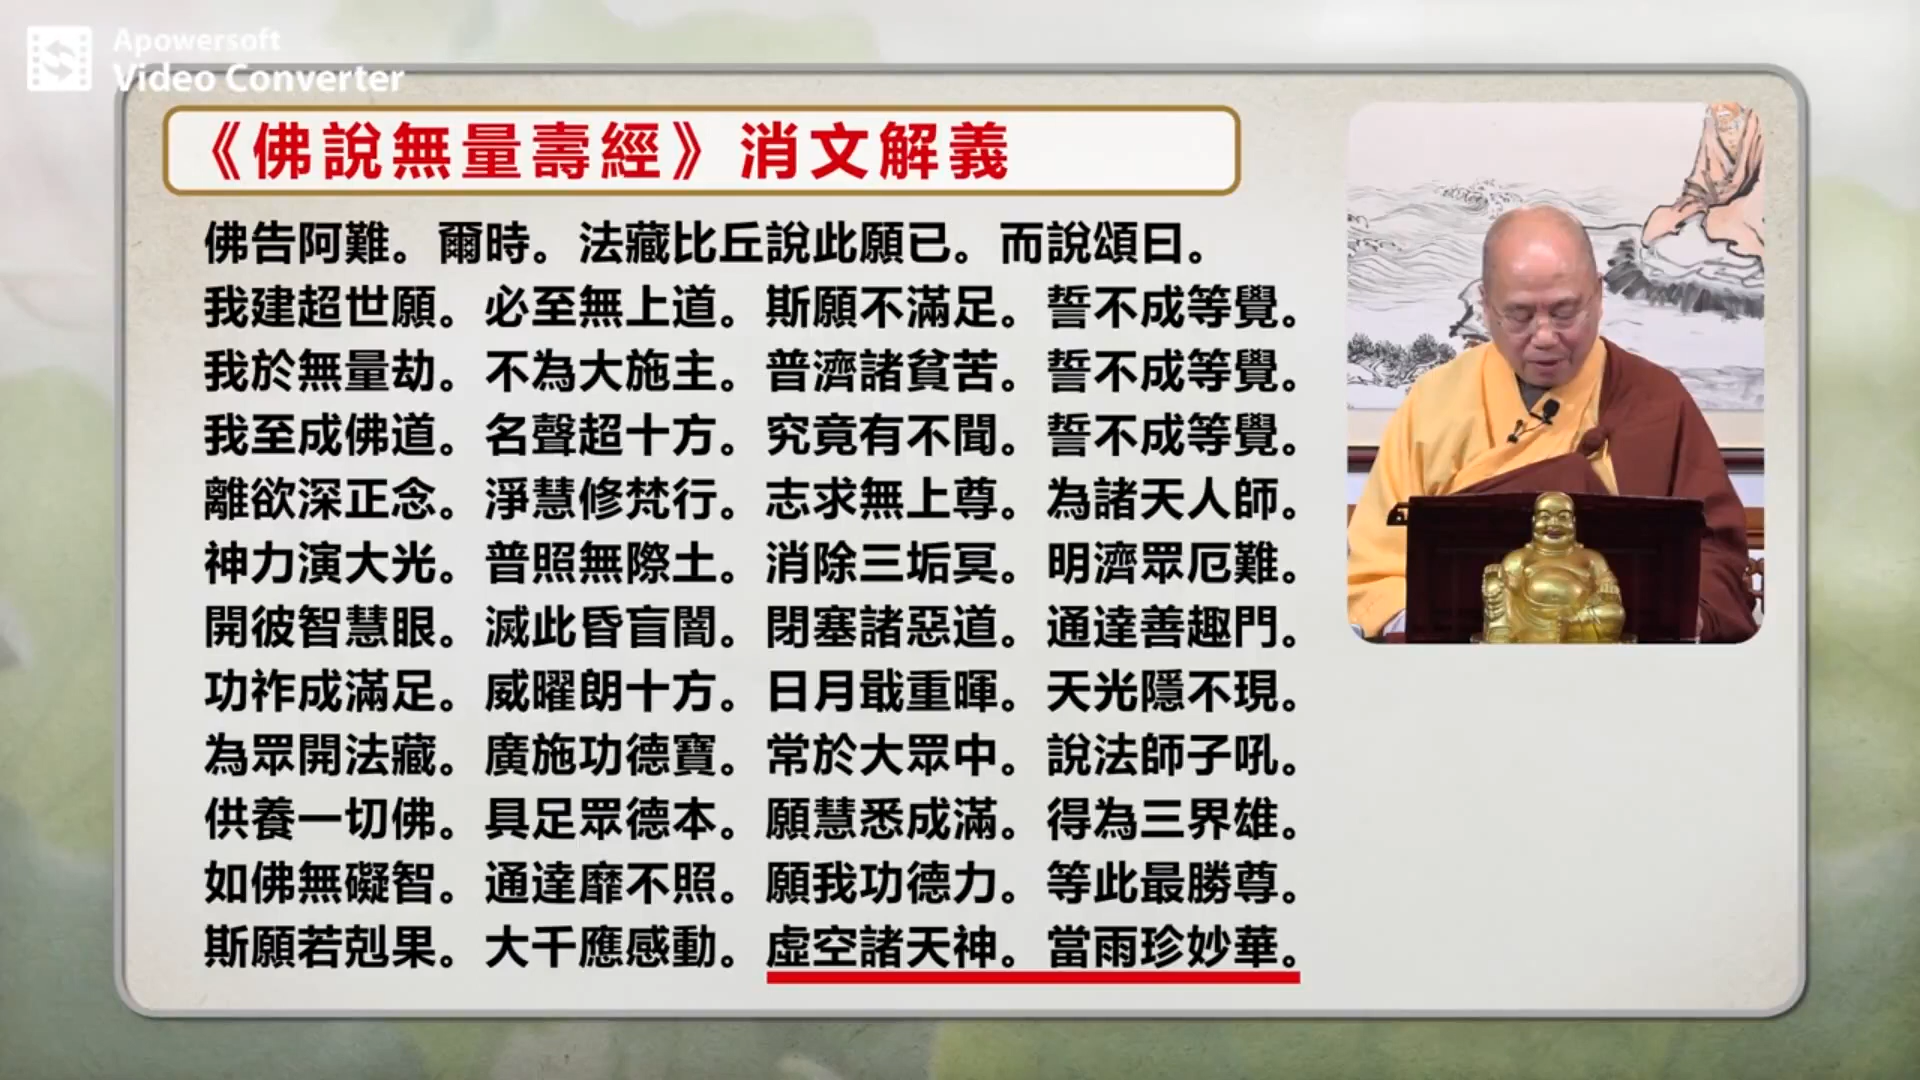 Apowersoft
Video Converter
《佛說無量壽經》消文解義
佛告阿難。爾時。法藏比丘說此願已。而說頌曰。
我建超世願。必至無上道。斯願不滿足。誓不成等覺。
我於無量劫。不為大施主。普濟諸貧苦。誓不成等覺。
我至成佛道。名聲超十方。究竟有不聞。誓不成等覺。
離欲深正念。淨慧修梵行。志求無上尊。為諸天人師。
神力演大光。普照無際土。消除三垢冥。明濟眾厄難。
開彼智慧眼。滅此昏盲闇。閉塞諸惡道。通達善趣門。
功祚成滿足。威曜朗十方。日月戢重暉。天光隱不現。
為眾開法藏。廣施功德寶。常於大眾中。說法師子吼。
供養一切佛。具足眾德本。願慧悉成滿。得為三界雄。
如佛無礙智。通達靡不照。願我功德力。等此最勝尊。
斯願若剋果。大千應感動。虛空諸天神。當雨珍妙華。